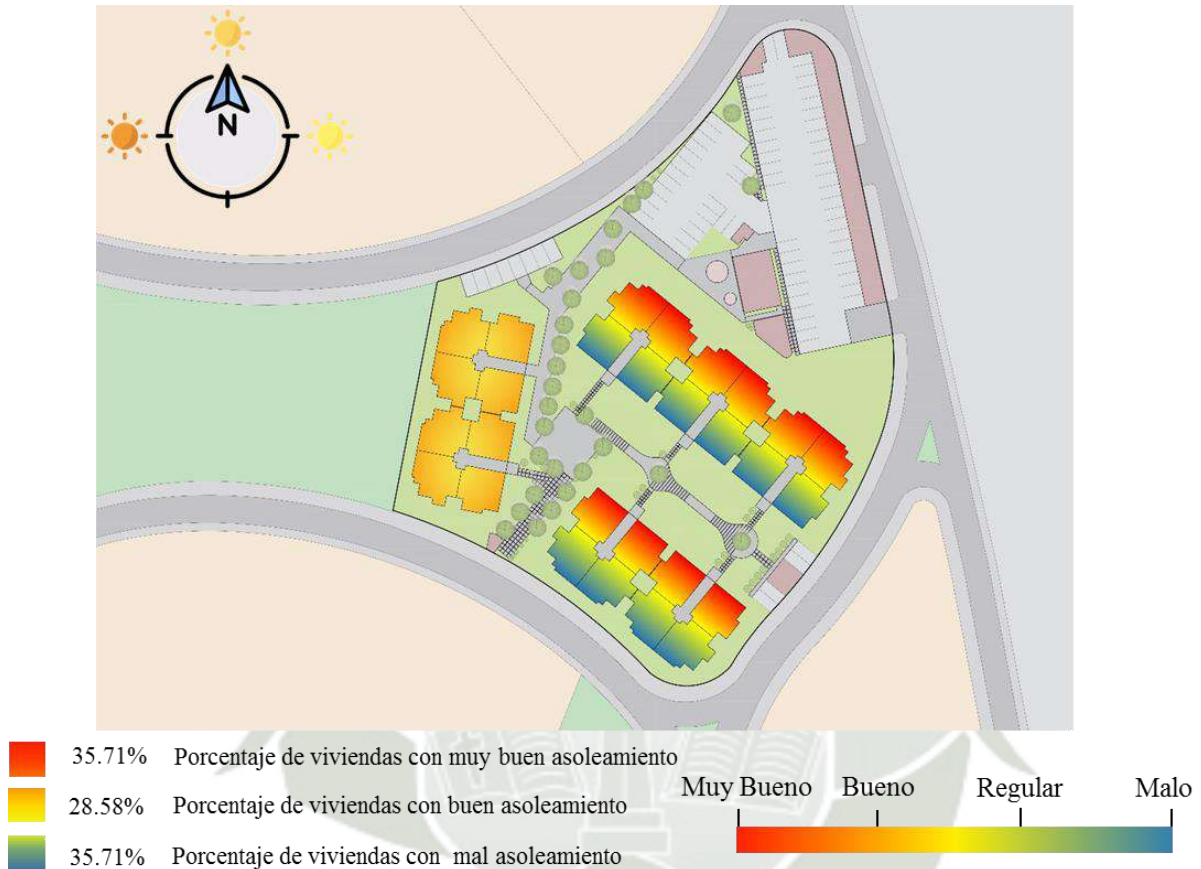 N
35.71% Porcentaje de viviendas con muy buen asoleamiento
28.58% Porcentaje de viviendas con buen asoleamiento
35.71% Porcentaje de viviendas con mal asoleamiento
Muy Bueno Bueno Regular Malo